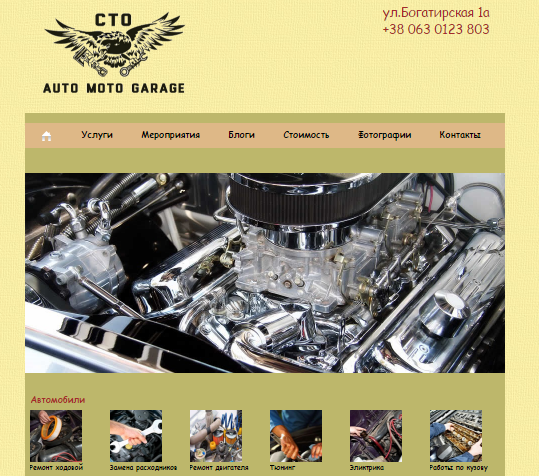 СТО
AUTO MOTO GARAGE
ул.Богатирская 1а
+38 063 0123 803
Услуги Мероприятия Блоги Стоимость Фотографии Контакты
Автомобили
Ремонт ходовой Замена расходников Ремонт двигателя Тюнинг Эликтрика Работы по кузову